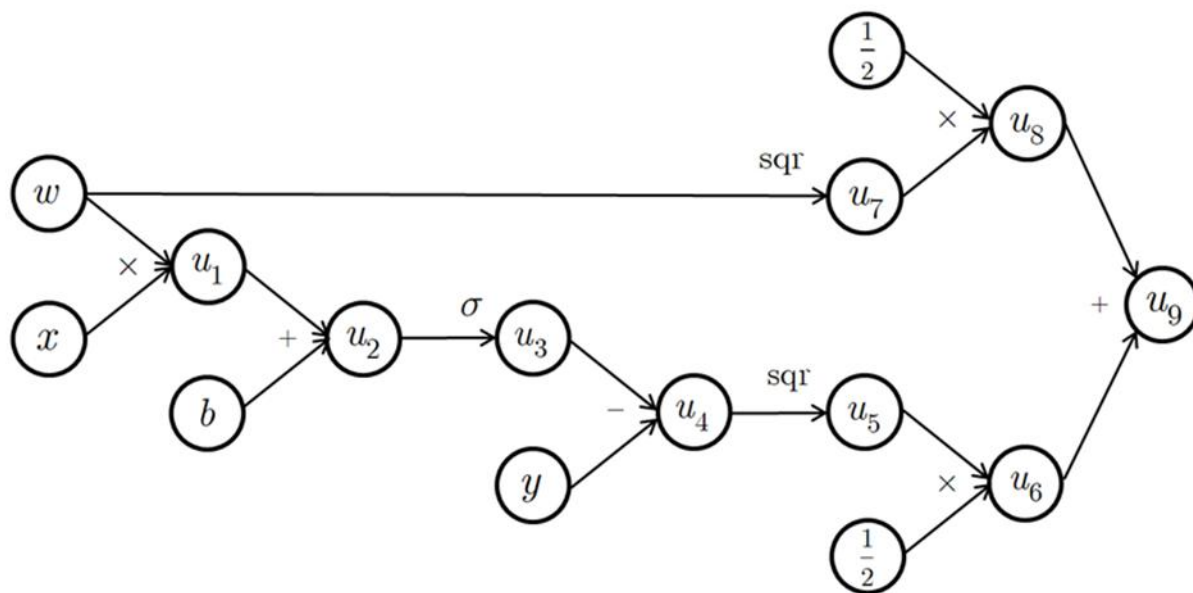 1/2
×
u₈
sqr
w
u₇
×
u₁
x
+
u₉
σ
+
u₂
u₃
sqr
b
−
u₄
u₅
y
×
u₆
1/2